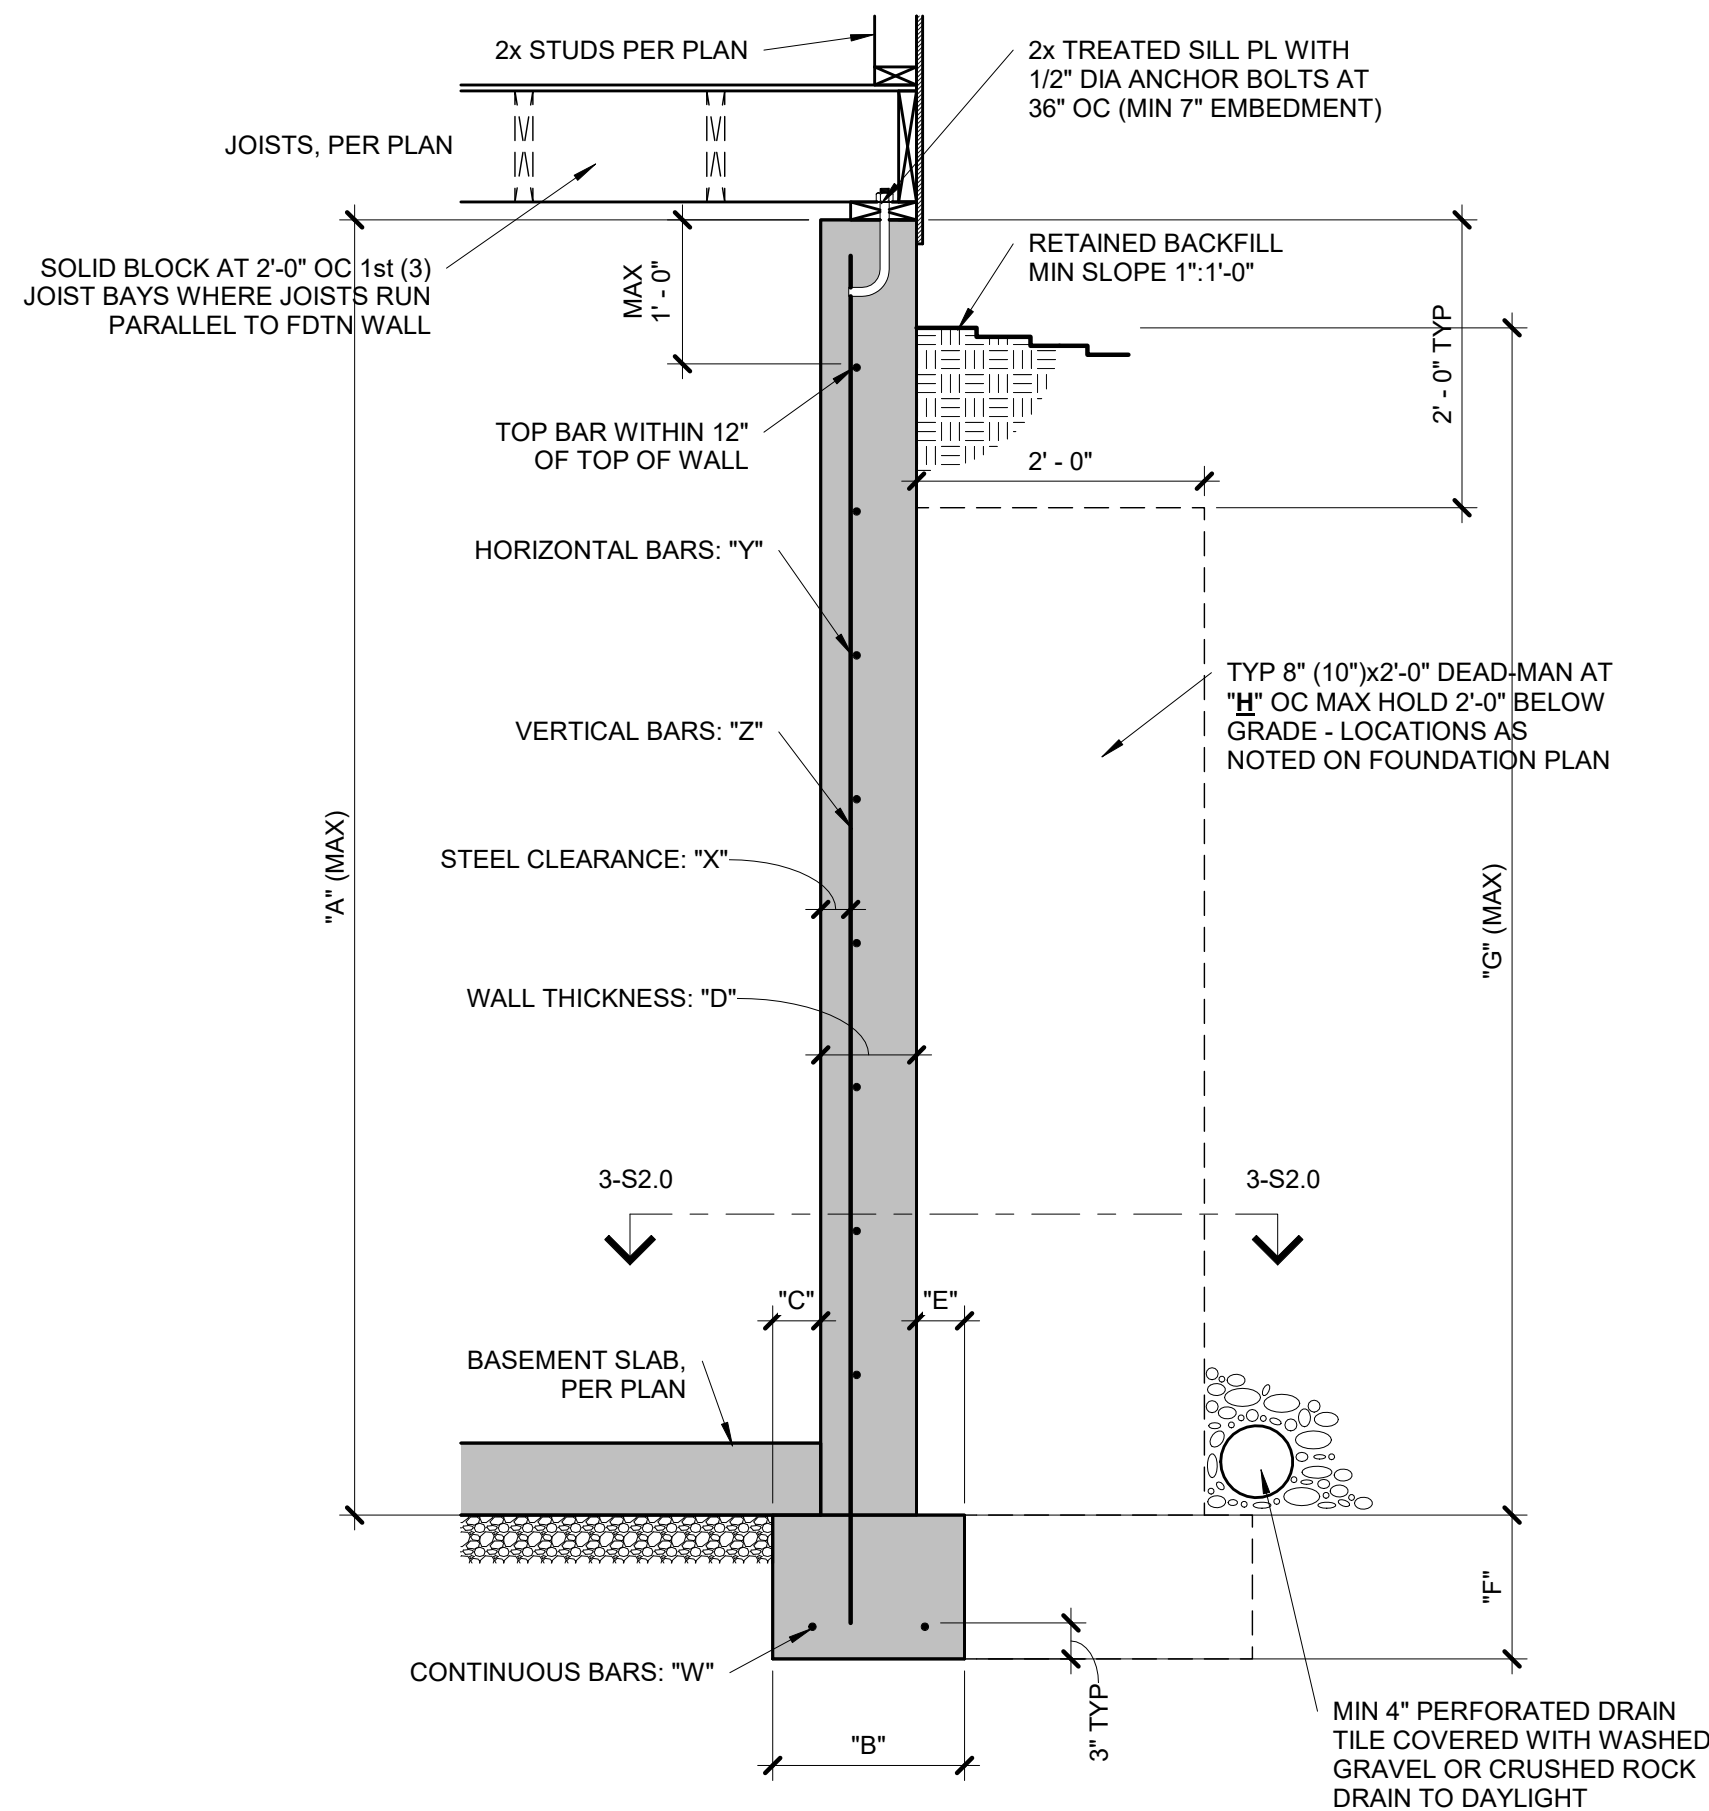 2x STUDS PER PLAN
2x TREATED SILL PL WITH
1/2" DIA ANCHOR BOLTS AT
36" OC (MIN 7" EMBEDMENT)
JOISTS, PER PLAN
SOLID BLOCK AT 2'-0" OC 1st (3)
JOIST BAYS WHERE JOISTS RUN
PARALLEL TO FDTN WALL
MAX
1' - 0"
RETAINED BACKFILL
MIN SLOPE 1":1'-0"
2' - 0" TYP
TOP BAR WITHIN 12"
OF TOP OF WALL
2' - 0"
HORIZONTAL BARS: "Y"
TYP 8" (10")x2'-0" DEAD-MAN AT
"H" OC MAX HOLD 2'-0" BELOW
GRADE - LOCATIONS AS
NOTED ON FOUNDATION PLAN
VERTICAL BARS: "Z"
"A" (MAX)
STEEL CLEARANCE: "X"
"G" (MAX)
WALL THICKNESS: "D"
3-S2.0
3-S2.0
"C"
"E"
BASEMENT SLAB,
PER PLAN
"F"
CONTINUOUS BARS: "W"
3" TYP
"B"
MIN 4" PERFORATED DRAIN
TILE COVERED WITH WASHED
GRAVEL OR CRUSHED ROCK
DRAIN TO DAYLIGHT